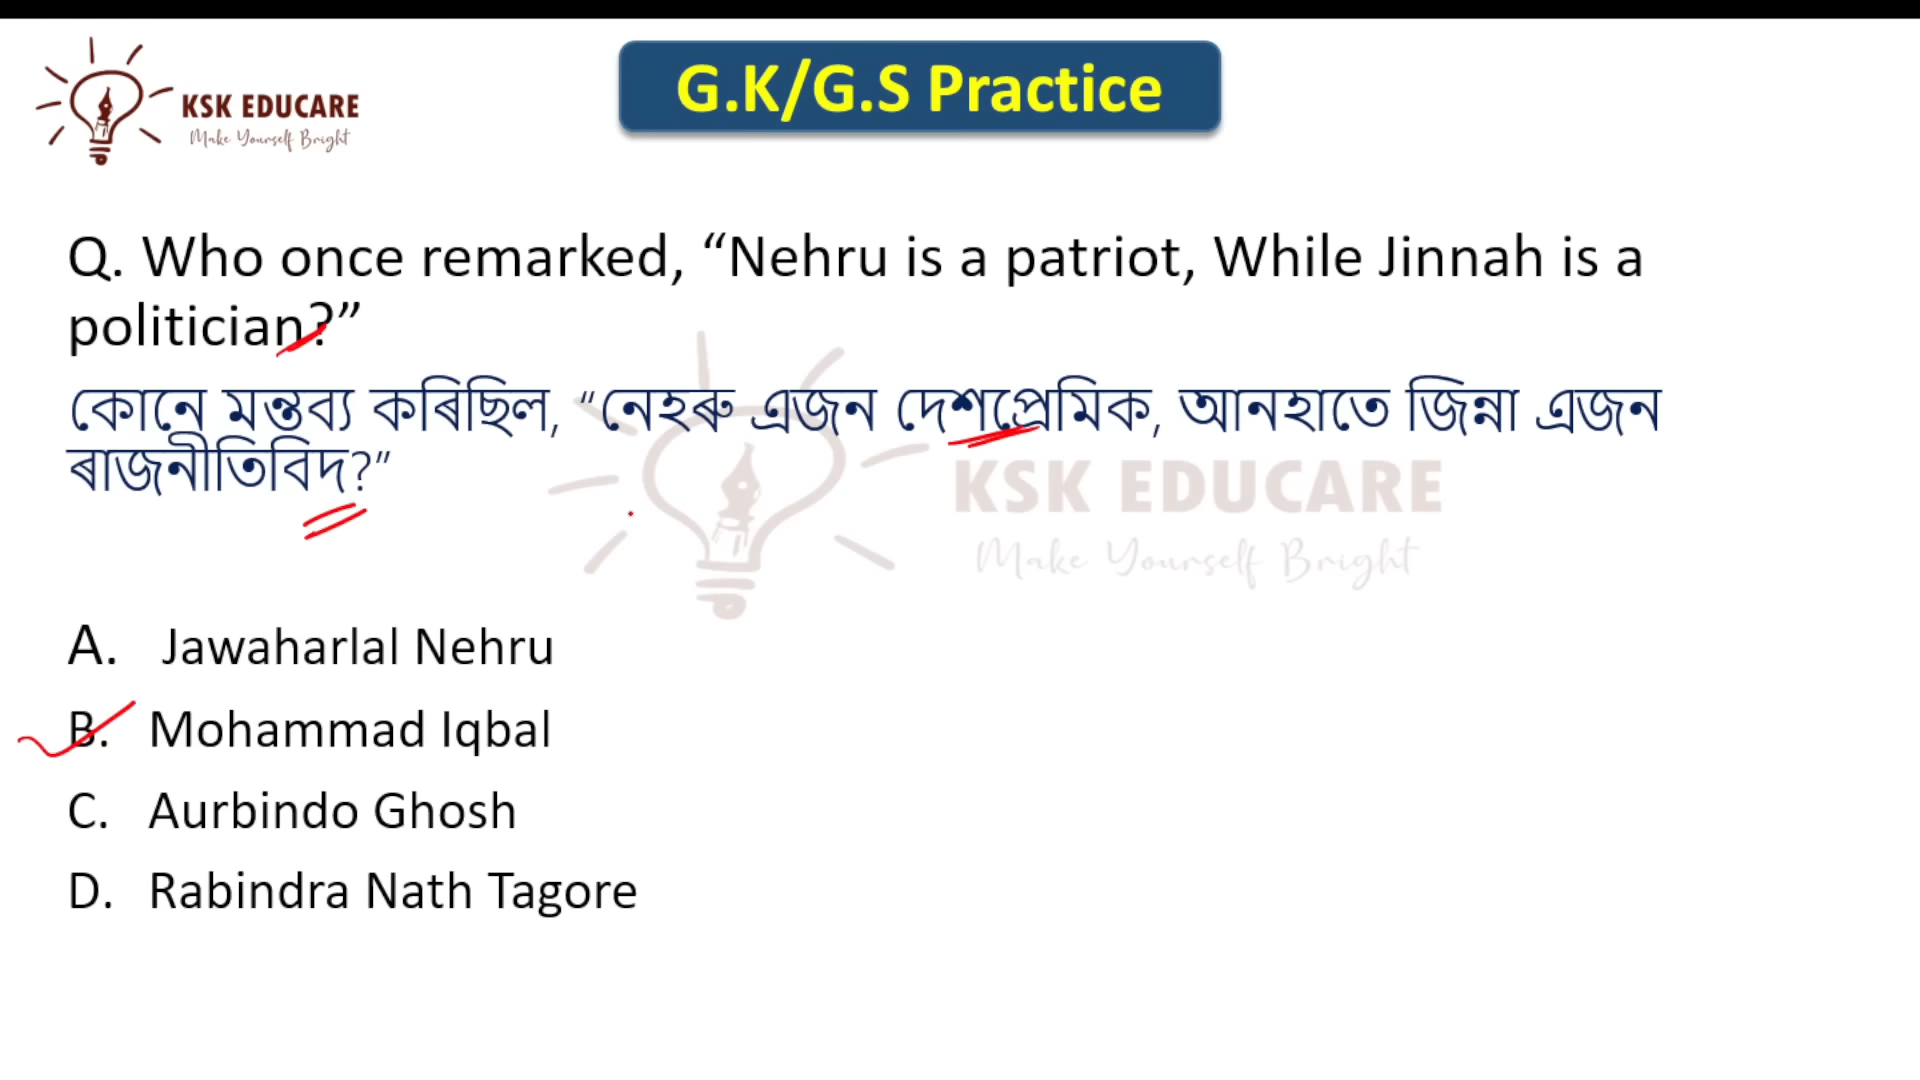 KSK EDUCARE
Make Yourself Bright
G.K/G.S Practice
Q. Who once remarked, “Nehru is a patriot, While Jinnah is a
politician?”
কোনে মন্তব্য কৰিছিল, “নেহৰু এজন দেশপ্ৰেমিক, আনহাতে জিন্না এজন
ৰাজনীতিবিদ?”
KSK EDUCARE
Make Yourself Bright
A. Jawaharlal Nehru
B. Mohammad Iqbal
C. Aurbindo Ghosh
D. Rabindra Nath Tagore